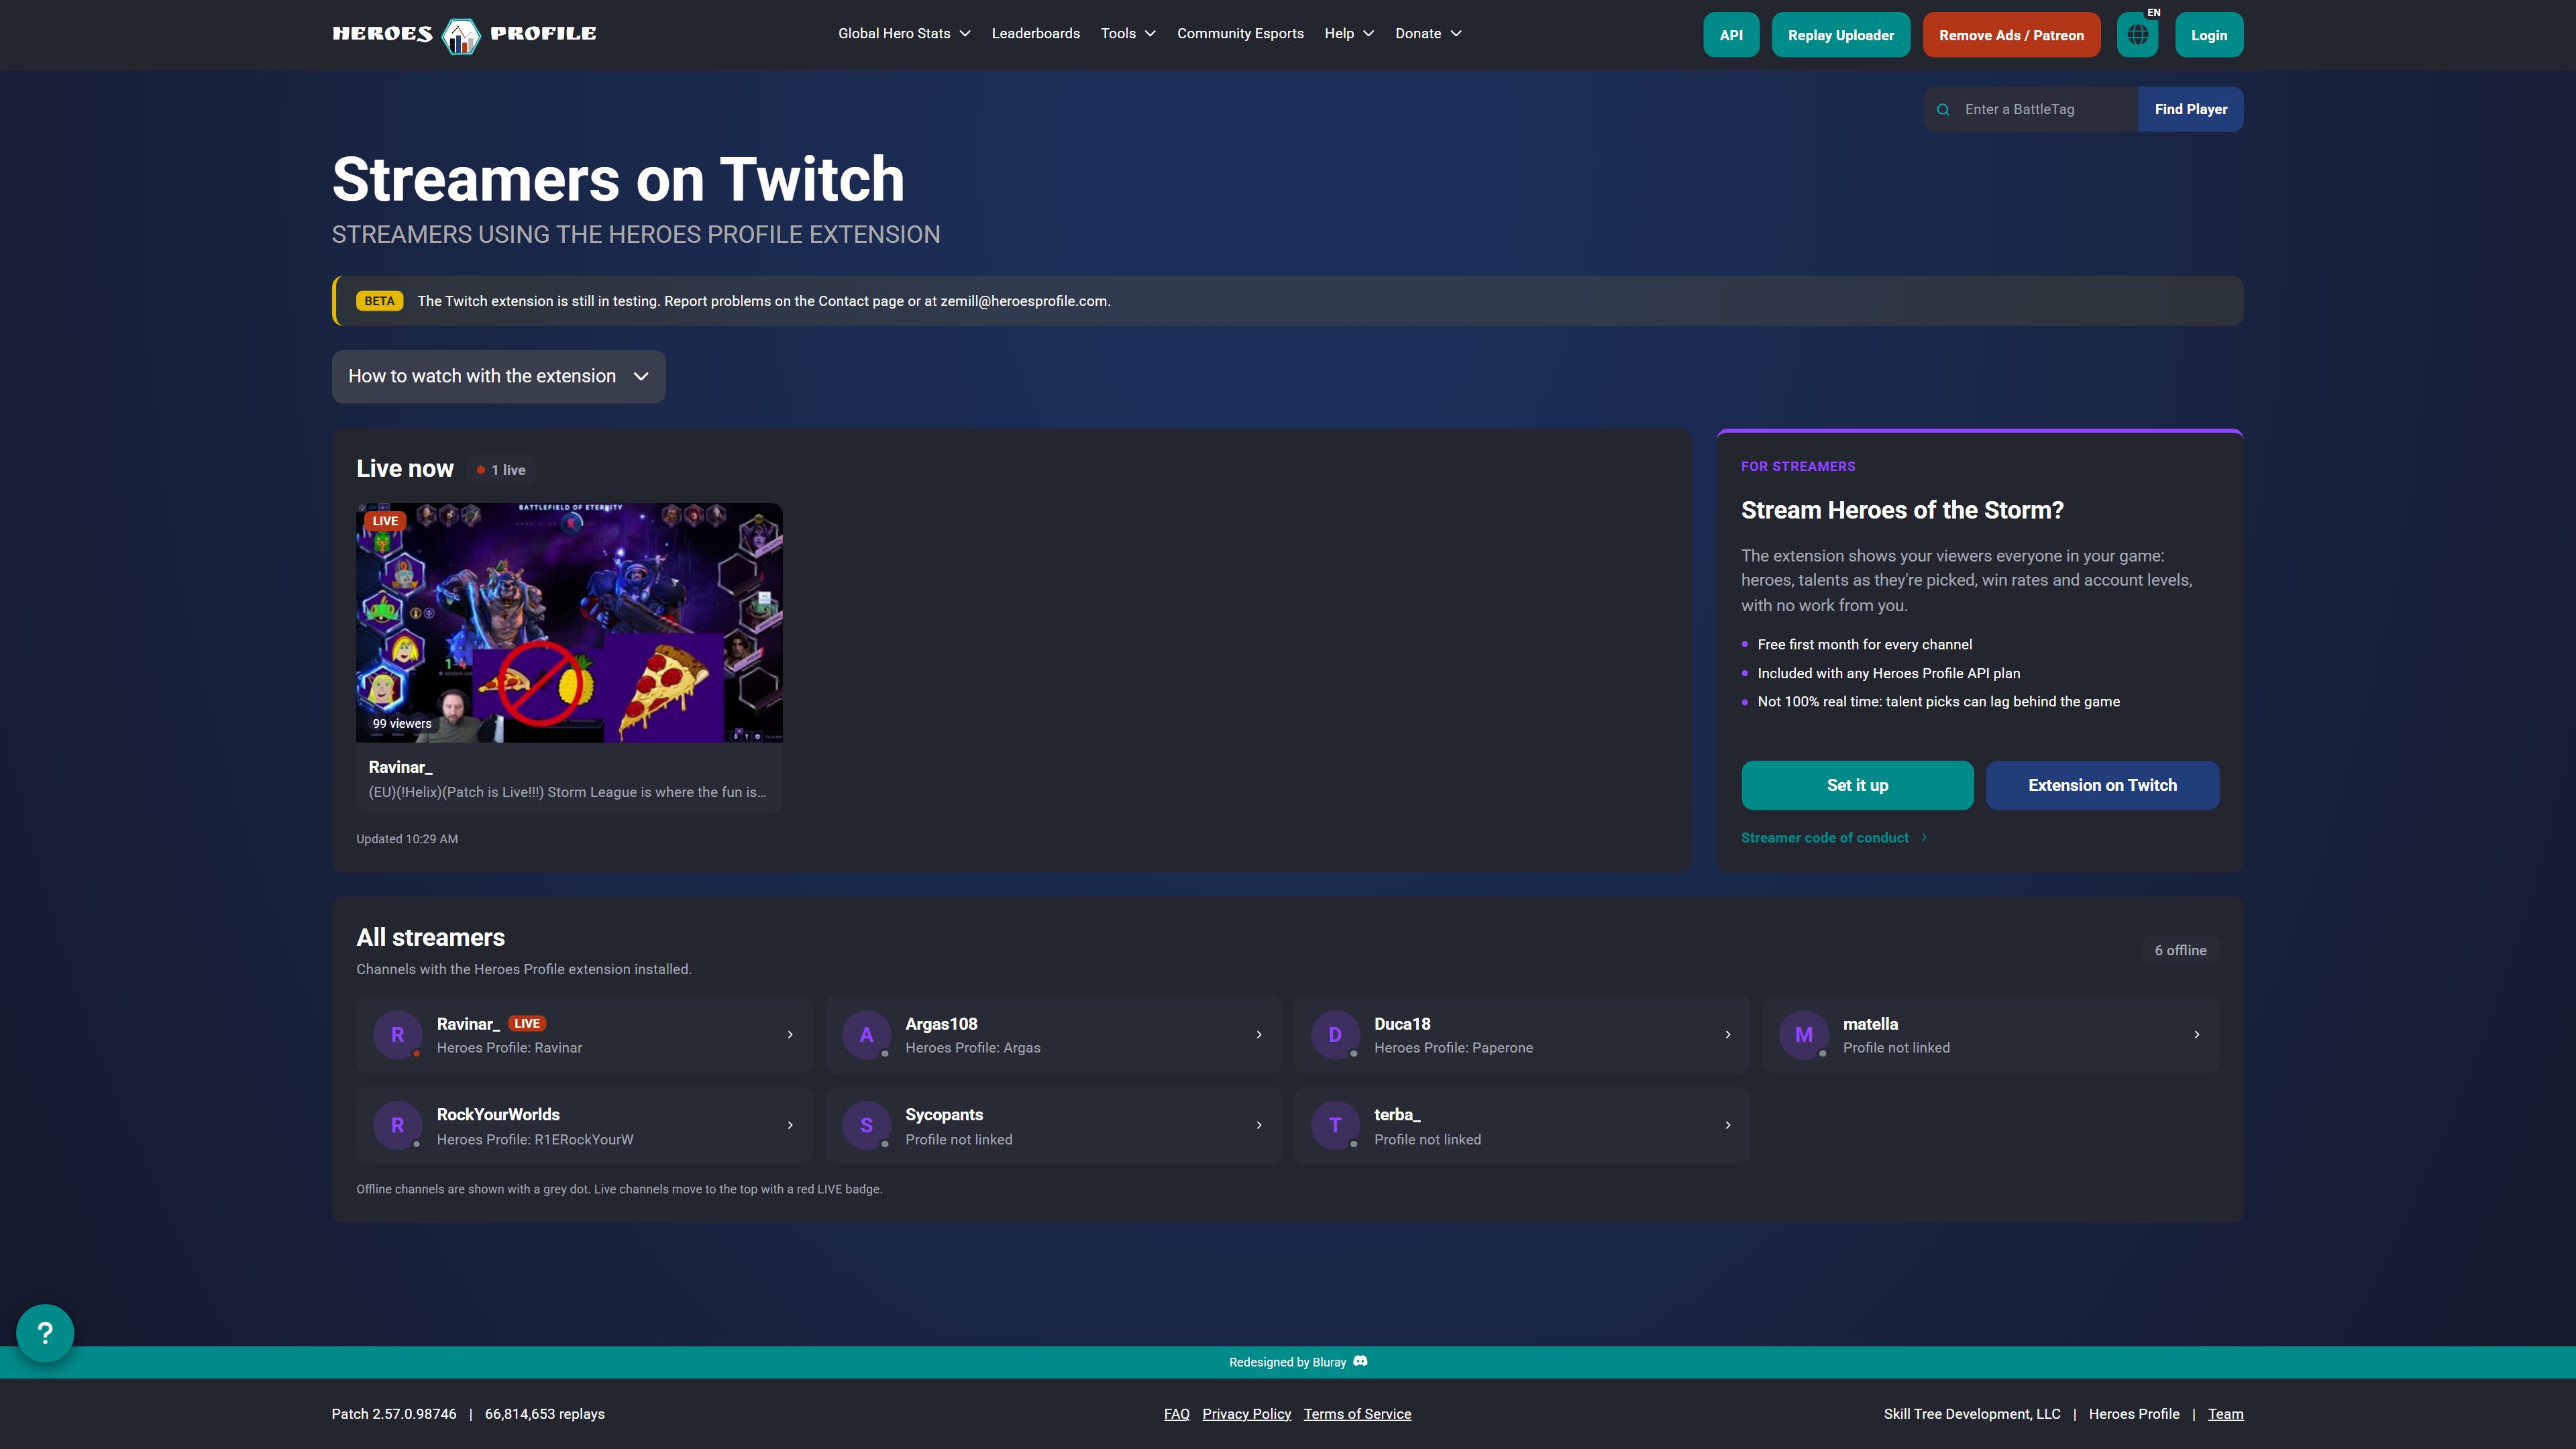 HEROES PROFILE
Global Hero Stats
Leaderboards
Tools
Community Esports
Help
Donate
API
Replay Uploader
Remove Ads / Patreon
EN
Login
Enter a BattleTag
Find Player
Streamers on Twitch
STREAMERS USING THE HEROES PROFILE EXTENSION
BETA
The Twitch extension is still in testing. Report problems on the Contact page or at zemill@heroesprofile.com.
How to watch with the extension
Live now
1 live
BATTLEFIELD OF ETERNITY
LIVE
99 viewers
Ravinar_
(EU)(!Helix)(Patch is Live!!!) Storm League is where the fun is...
Updated 10:29 AM
FOR STREAMERS
Stream Heroes of the Storm?
The extension shows your viewers everyone in your game:
heroes, talents as they're picked, win rates and account levels,
with no work from you.
Free first month for every channel
Included with any Heroes Profile API plan
Not 100% real time: talent picks can lag behind the game
Set it up
Extension on Twitch
Streamer code of conduct
All streamers
Channels with the Heroes Profile extension installed.
6 offline
R
Ravinar_
LIVE
Heroes Profile: Ravinar
A
Argas108
Heroes Profile: Argas
D
Duca18
Heroes Profile: Paperone
M
matella
Profile not linked
R
RockYourWorlds
Heroes Profile: R1ERockYourW
S
Sycopants
Profile not linked
T
terba_
Profile not linked
Offline channels are shown with a grey dot. Live channels move to the top with a red LIVE badge.
?
Redesigned by Bluray
Patch 2.57.0.98746 | 66,814,653 replays
FAQ Privacy Policy Terms of Service
Skill Tree Development, LLC | Heroes Profile | Team